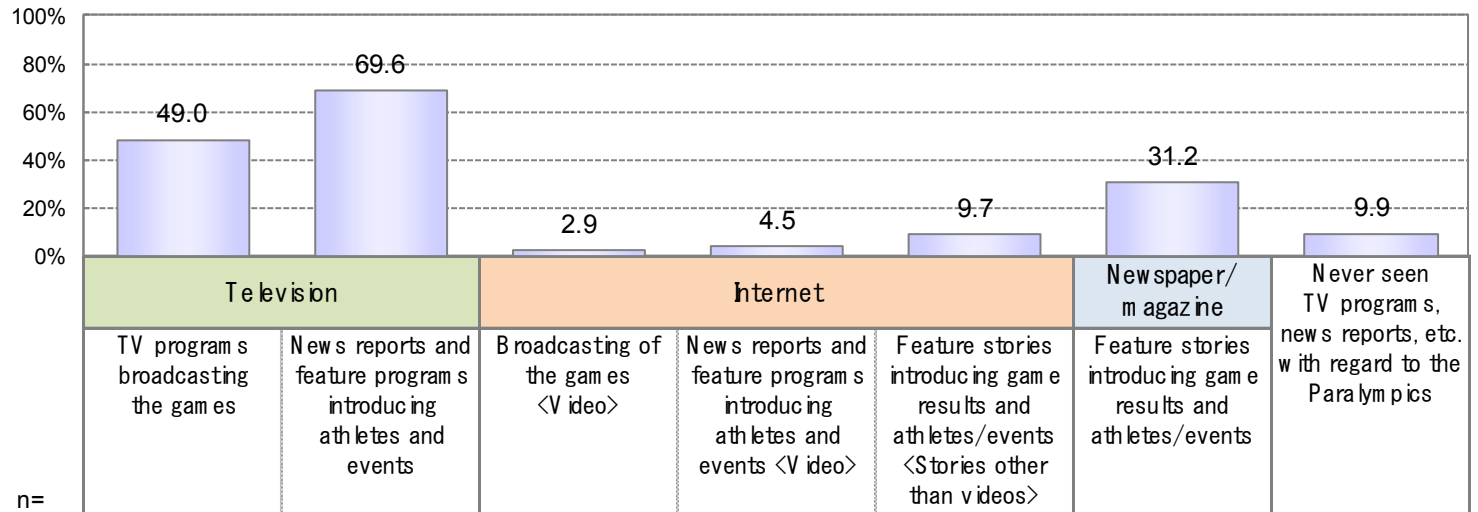 100%
80%
60%
40%
20%
0%
49.0
69.6
2.9
4.5
9.7
31.2
9.9
Television
Internet
Newspaper/
magazine
TV programs
broadcasting
the games
News reports and
feature programs
introducing
athletes and
events
Broadcasting of
the games
<Video>
News reports and
feature programs
introducing
athletes and
events <Video>
Feature stories
introducing game
results and
athletes/events
<Stories other
than videos>
Feature stories
introducing game
results and
athletes/events
Never seen
TV programs,
news reports, etc.
with regard to the
Paralympics
n=